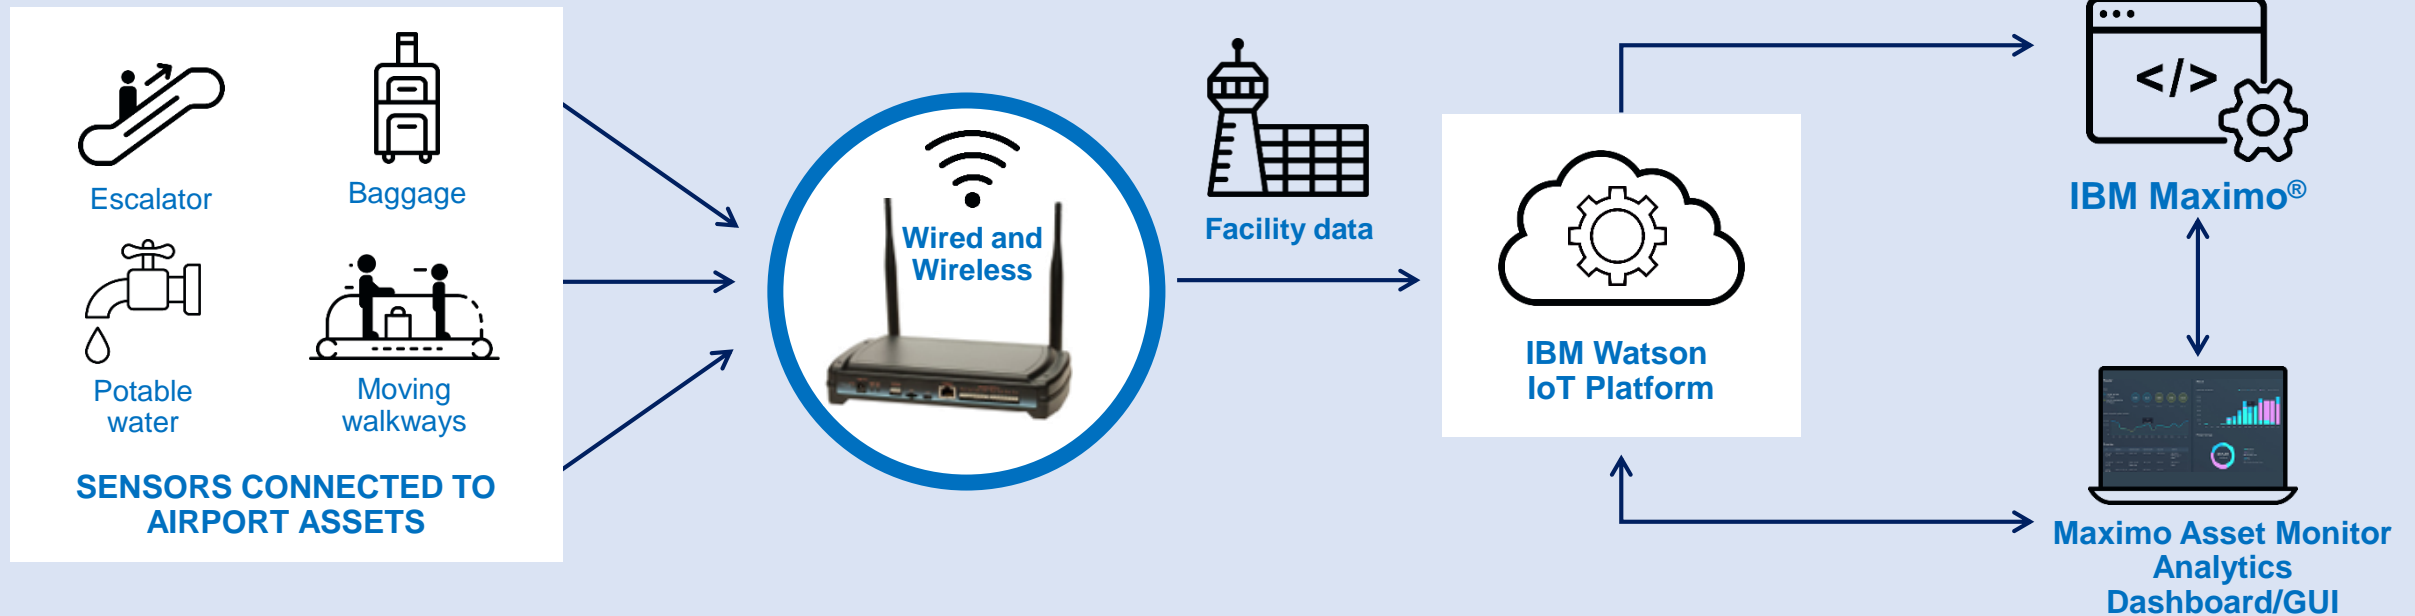 Escalator
Baggage
Potable
water
Moving
walkways
SENSORS CONNECTED TO
AIRPORT ASSETS
Wired and
Wireless
Facility data
IBM Watson
IoT Platform
</>
IBM Maximo®
Maximo Asset Monitor
Analytics
Dashboard/GUI